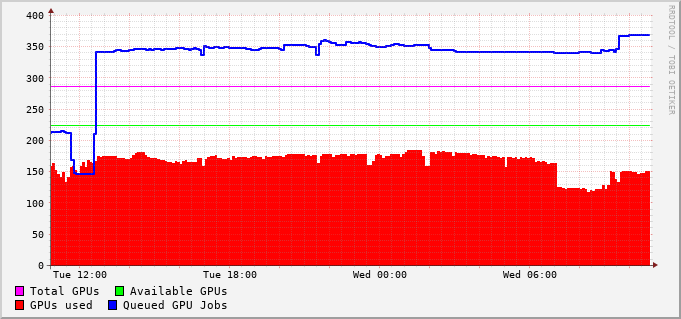 400
350
300
250
200
150
100
50
0
Tue 12:00 Tue 18:00 Wed 00:00 Wed 06:00
Total GPUs Available GPUs
GPUs used Queued GPU Jobs
RRDTOOL / TOBI OETIKER